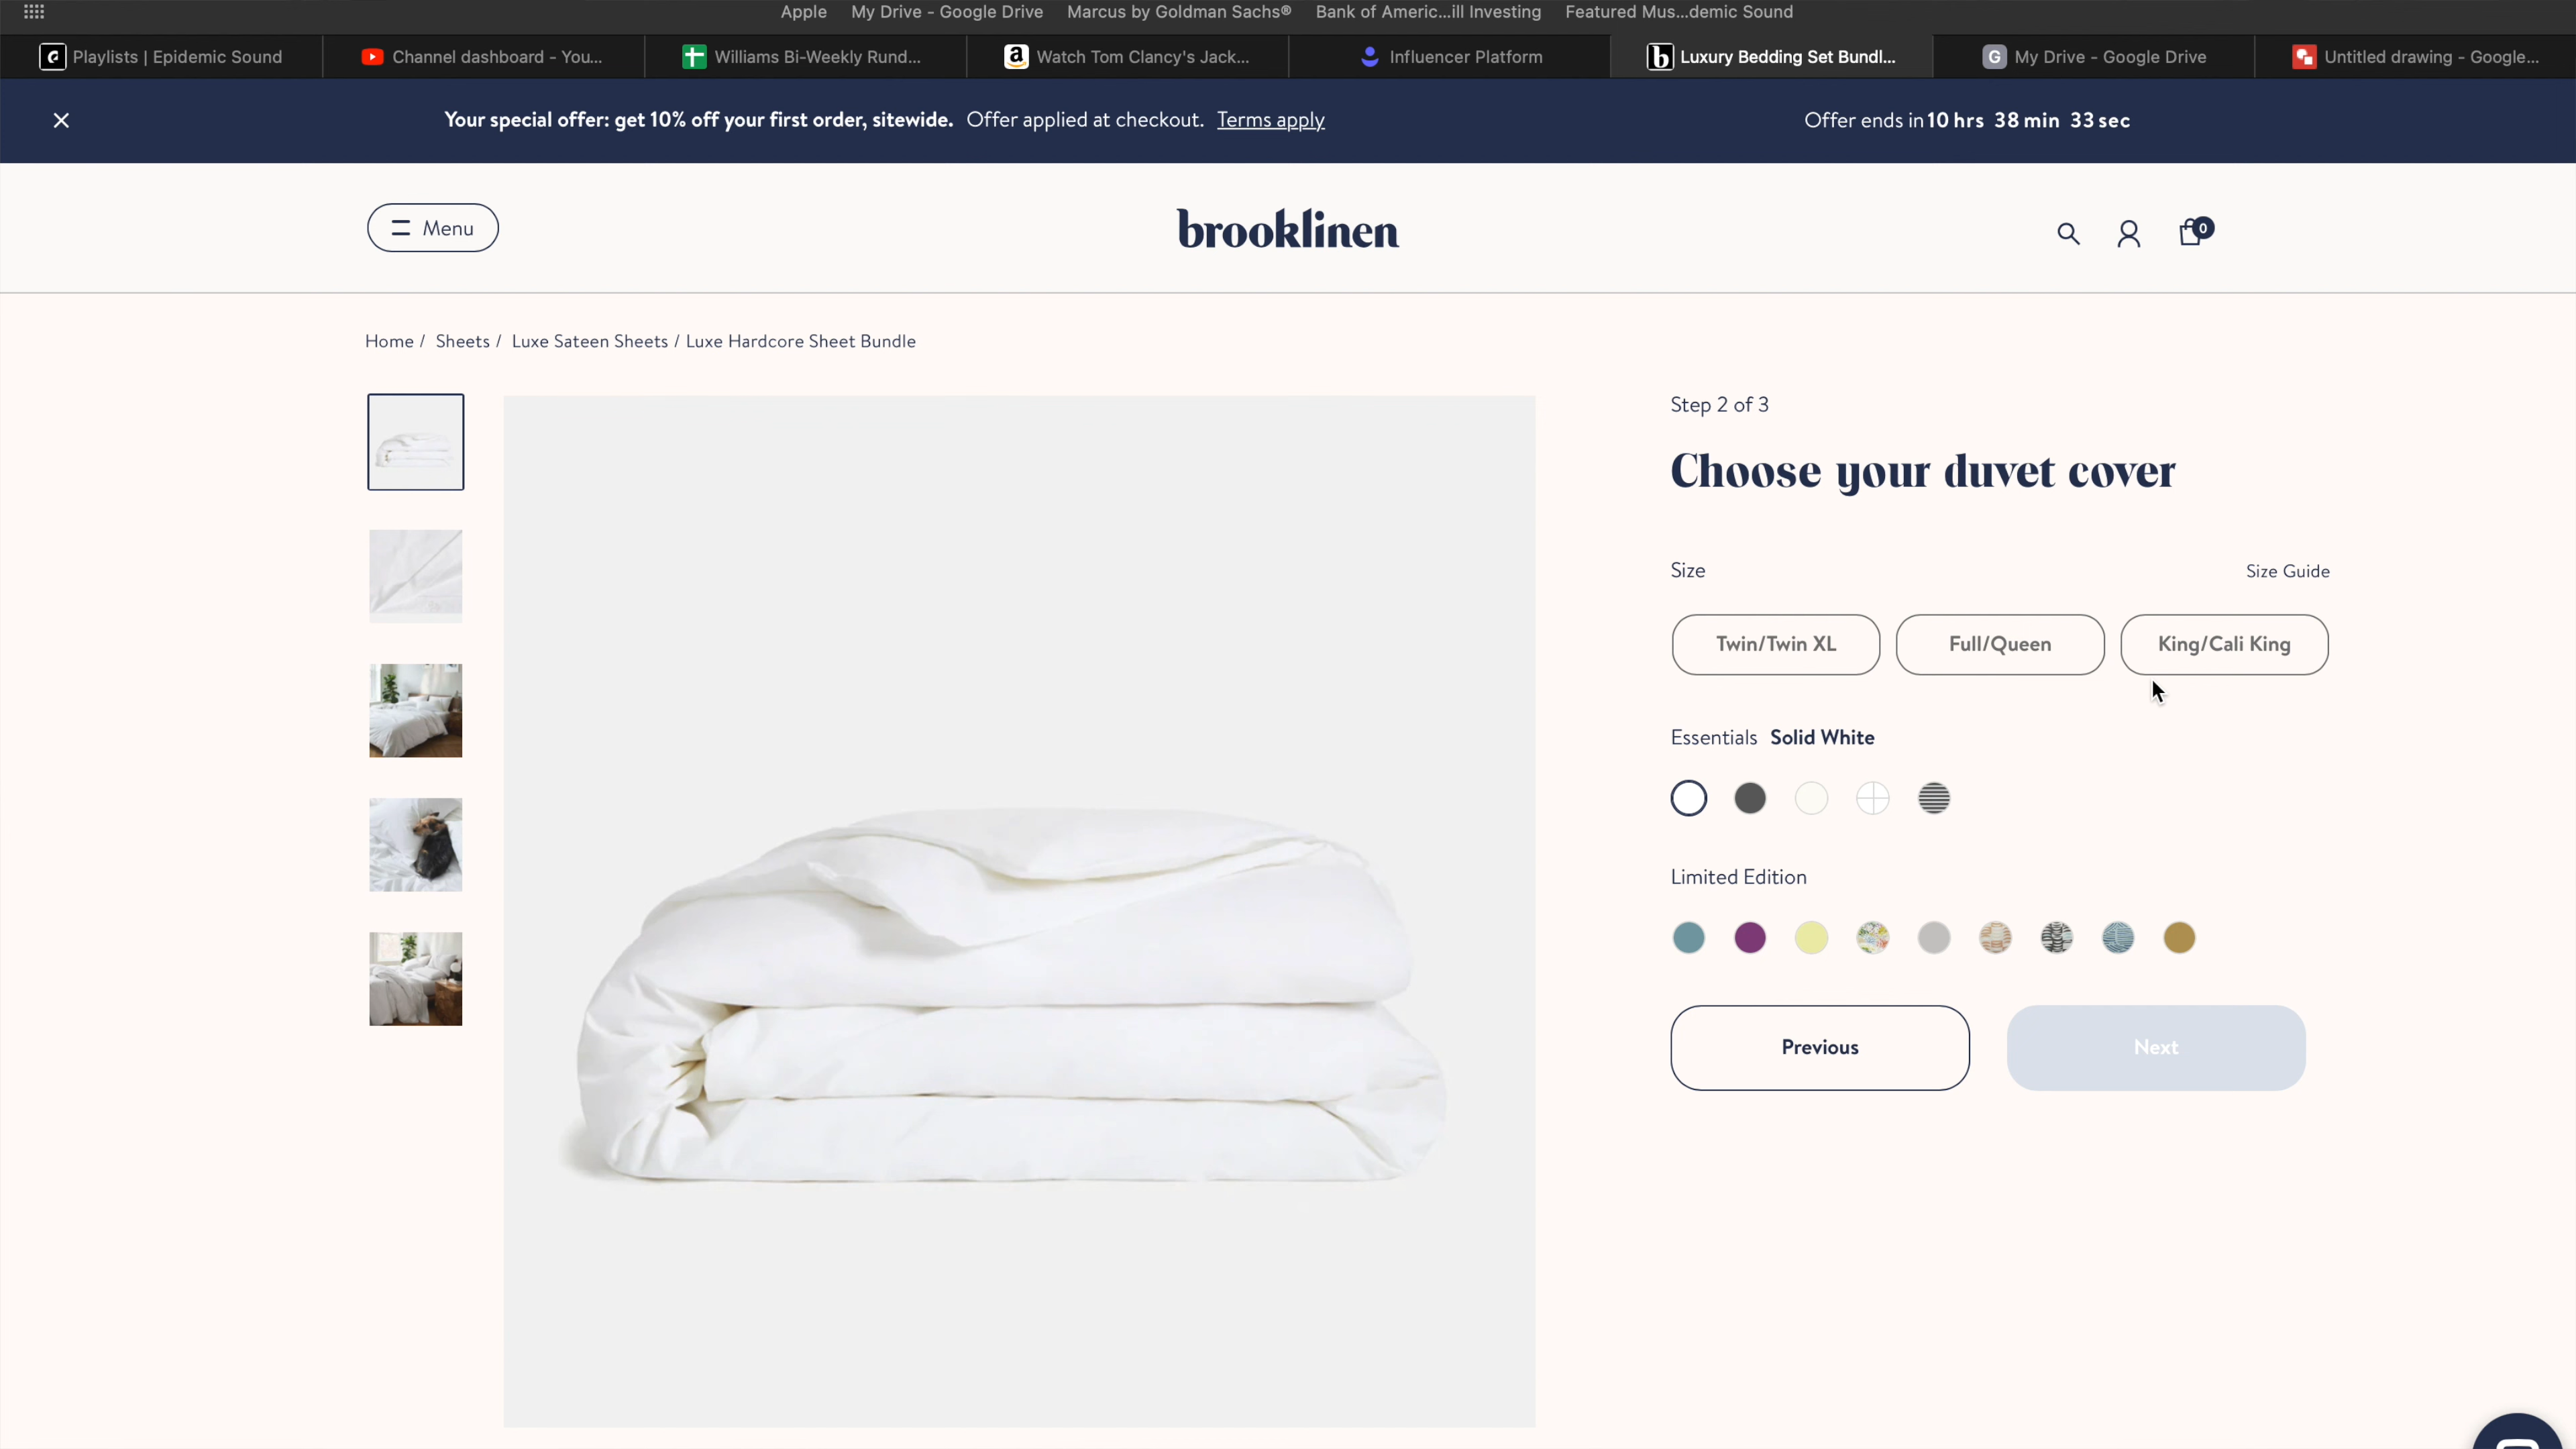 Apple My Drive - Google Drive Marcus by Goldman Sachs® Bank of Americ...ill Investing Featured Mus...demic Sound
Playlists | Epidemic Sound Channel dashboard - You... Williams Bi-Weekly Rund... Watch Tom Clancy's Jack... Influencer Platform Luxury Bedding Set Bundl... My Drive - Google Drive Untitled drawing - Google...
Your special offer: get 10% off your first order, sitewide. Offer applied at checkout. Terms apply Offer ends in 10 hrs 38 min 33 sec
Menu brooklinen 0
Home / Sheets / Luxe Sateen Sheets / Luxe Hardcore Sheet Bundle
Step 2 of 3
Choose your duvet cover
Size Size Guide
Twin/Twin XL Full/Queen King/Cali King
Essentials Solid White
Limited Edition
Previous Next